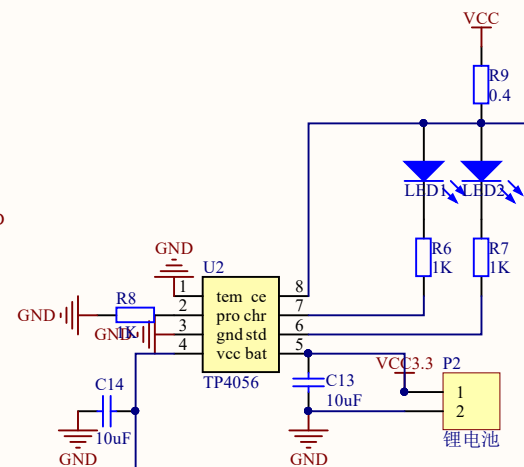 VCC
R9
0.4
LED1
LED2
GND
U2
R6
1K
R7
1K
1
tem
ce
8
GND
R8
1K
2
pro
chr
7
GND
3
gnd
std
6
4
vcc
bat
5
TP4056
VCC3.3
P2
C14
10uF
C13
10uF
1
2
锂电池
GND
GND